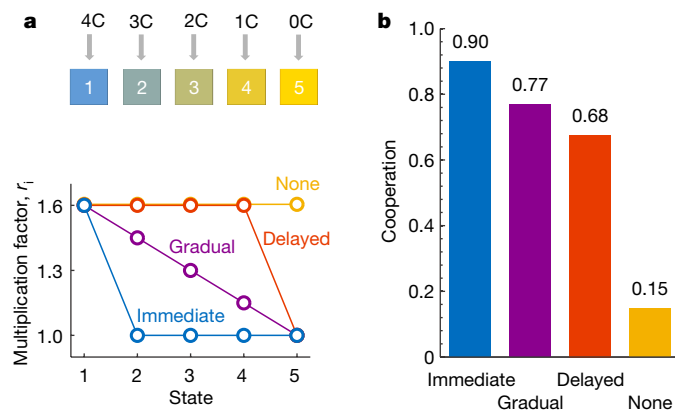 a
4C 3C 2C 1C 0C
1 2 3 4 5
Multiplication factor, ri
1.6
1.3
1.0
None
Gradual
Delayed
Immediate
1 2 3 4 5
State
b
Cooperation
1.0
0.8
0.6
0.4
0.2
0
0.90
0.77
0.68
0.15
Immediate Delayed
Gradual None